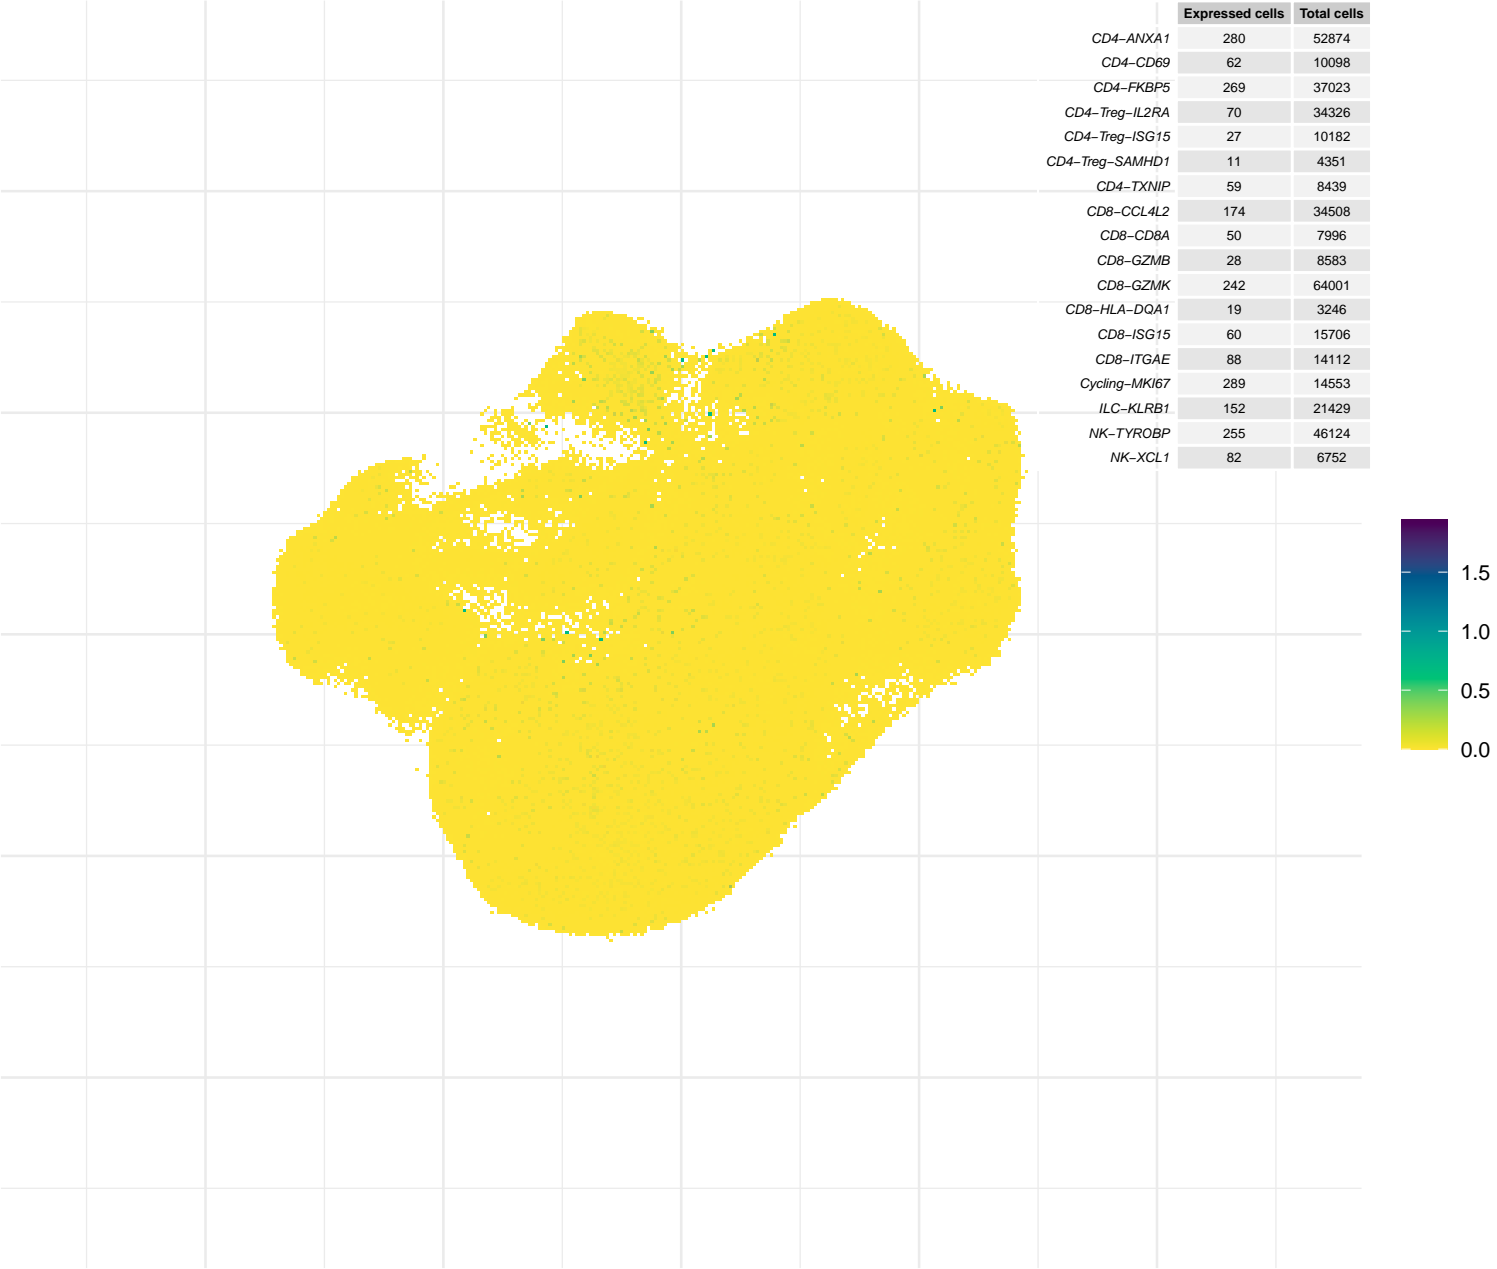 Expressed cells Total cells
CD4−ANXA1 280 52874
CD4−CD69 62 10098
CD4−FKBP5 269 37023
CD4−Treg−IL2RA 70 34326
CD4−Treg−ISG15 27 10182
CD4−Treg−SAMHD1 11 4351
CD4−TXNIP 59 8439
CD8−CCL4L2 174 34508
CD8−CD8A 50 7996
CD8−GZMB 28 8583
CD8−GZMK 242 64001
CD8−HLA−DQA1 19 3246
CD8−ISG15 60 15706
CD8−ITGAE 88 14112
Cycling−MKI67 289 14553
ILC−KLRB1 152 21429
NK−TYROBP 255 46124
NK−XCL1 82 6752
1.5
1.0
0.5
0.0